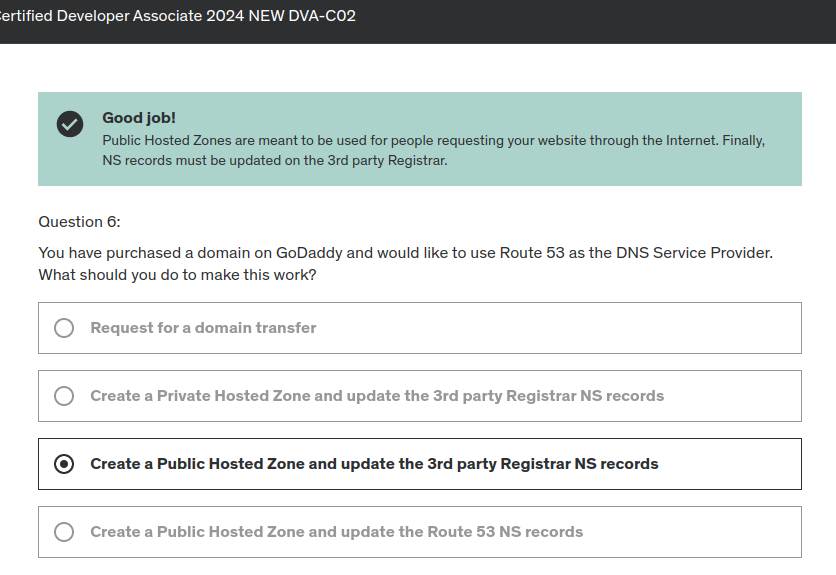 ertified Developer Associate 2024 NEW DVA-C02
Good job!
Public Hosted Zones are meant to be used for people requesting your website through the Internet. Finally,
NS records must be updated on the 3rd party Registrar.
Question 6:
You have purchased a domain on GoDaddy and would like to use Route 53 as the DNS Service Provider.
What should you do to make this work?
Request for a domain transfer
Create a Private Hosted Zone and update the 3rd party Registrar NS records
Create a Public Hosted Zone and update the 3rd party Registrar NS records
Create a Public Hosted Zone and update the Route 53 NS records